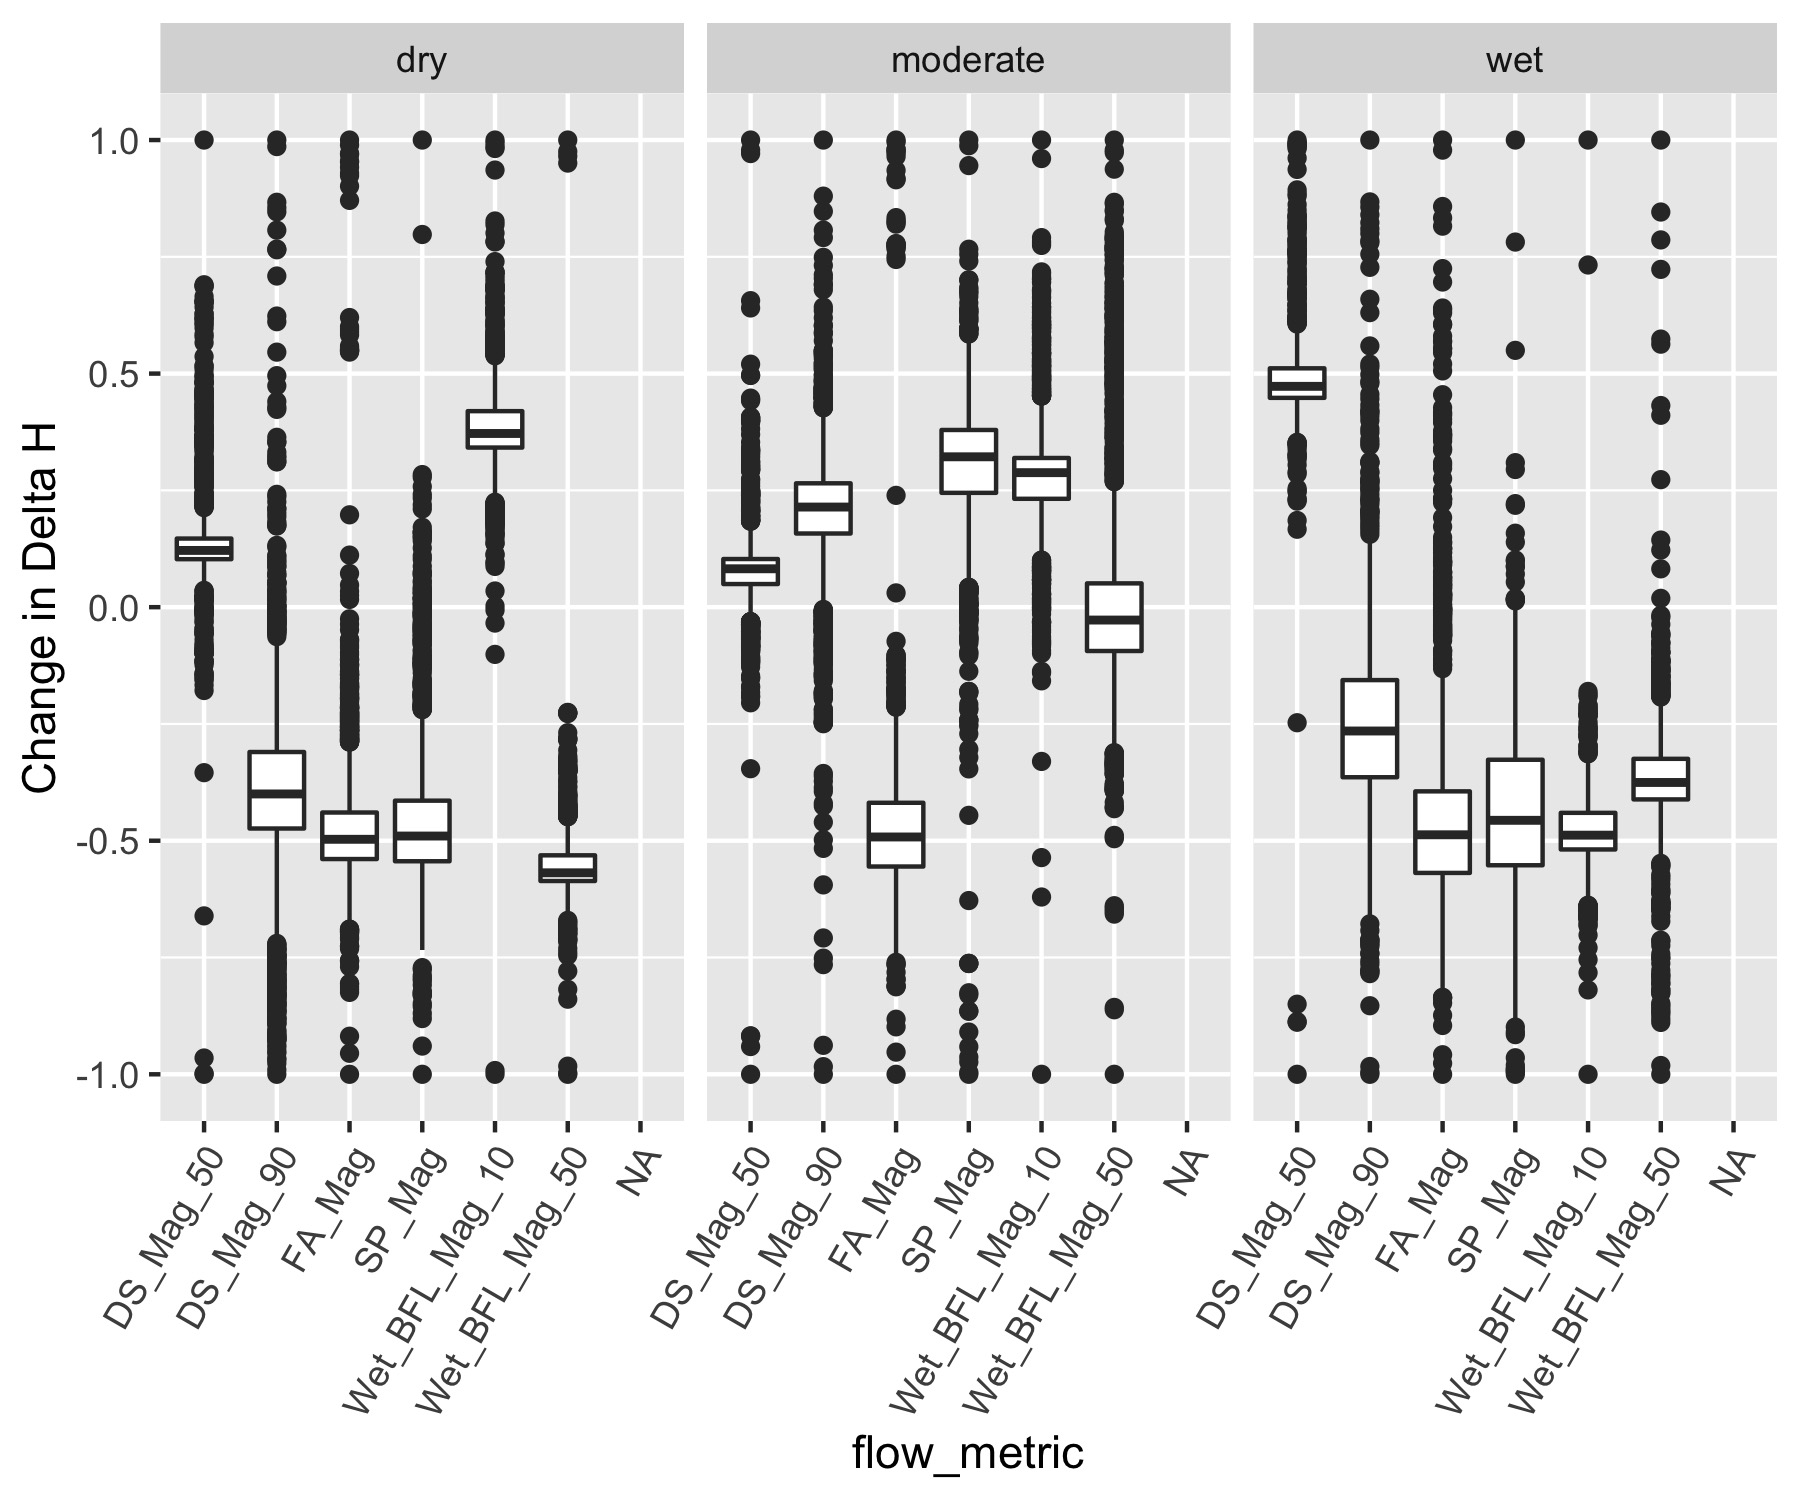 dry
moderate
wet
Change in Delta H
1.0
0.5
0.0
-0.5
-1.0
DS_Mag_50
DS_Mag_90
FA_Mag
SP_Mag
Wet_BFL_Mag_10
Wet_BFL_Mag_50
NA
DS_Mag_50
DS_Mag_90
FA_Mag
SP_Mag
Wet_BFL_Mag_10
Wet_BFL_Mag_50
NA
DS_Mag_50
DS_Mag_90
FA_Mag
SP_Mag
Wet_BFL_Mag_10
Wet_BFL_Mag_50
NA
flow_metric